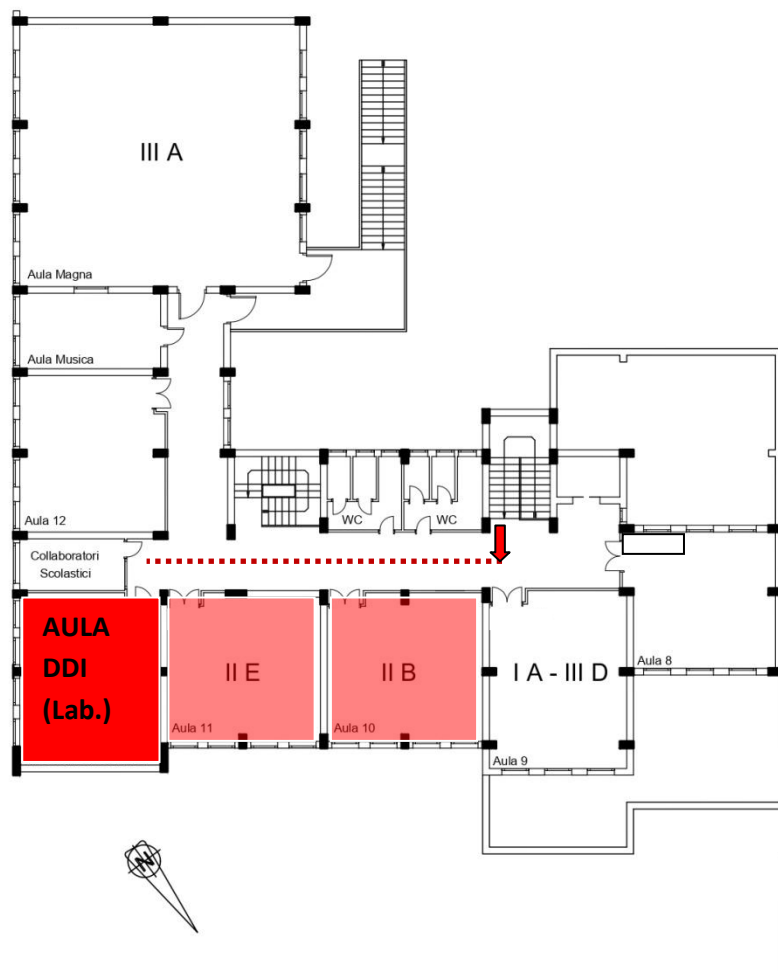 III A
Aula Magna
Aula Musica
Aula 12
WC
WC
Collaboratori
Scolastici
AULA
DDI
(Lab.)
II E
Aula 11
II B
Aula 10
I A - III D
Aula 9
Aula 8
N